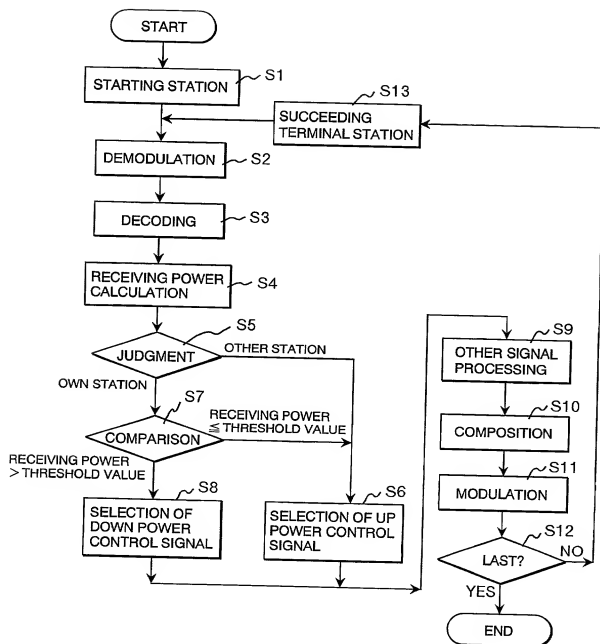 START
STARTING STATION
S1
SUCCEEDING
TERMINAL STATION
S13
DEMODULATION
S2
DECODING
S3
RECEIVING POWER
CALCULATION
S4
JUDGMENT
S5
OTHER STATION
OWN STATION
COMPARISON
S7
RECEIVING POWER
≦ THRESHOLD VALUE
RECEIVING POWER
> THRESHOLD VALUE
SELECTION OF
DOWN POWER
CONTROL SIGNAL
S8
SELECTION OF UP
POWER CONTROL
SIGNAL
S6
OTHER SIGNAL
PROCESSING
S9
COMPOSITION
S10
MODULATION
S11
LAST?
S12
NO
YES
END